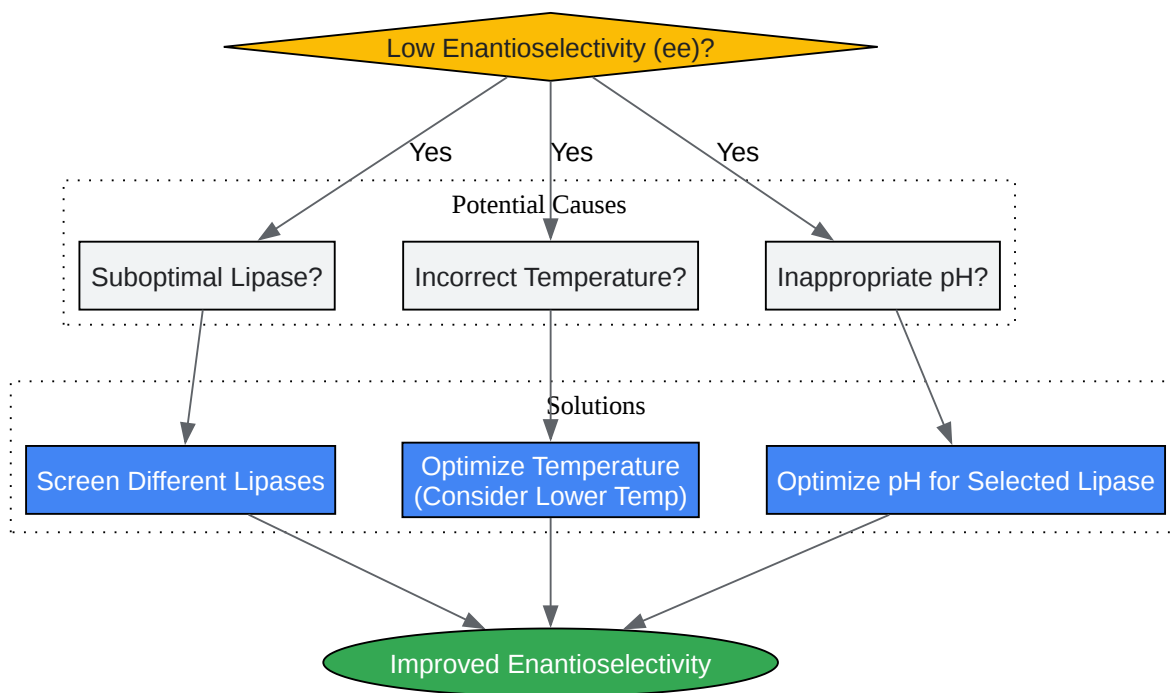 Low Enantioselectivity (ee)?
Yes
Yes
Yes
Potential Causes
Suboptimal Lipase?
Incorrect Temperature?
Inappropriate pH?
Solutions
Screen Different Lipases
Optimize Temperature
(Consider Lower Temp)
Optimize pH for Selected Lipase
Improved Enantioselectivity